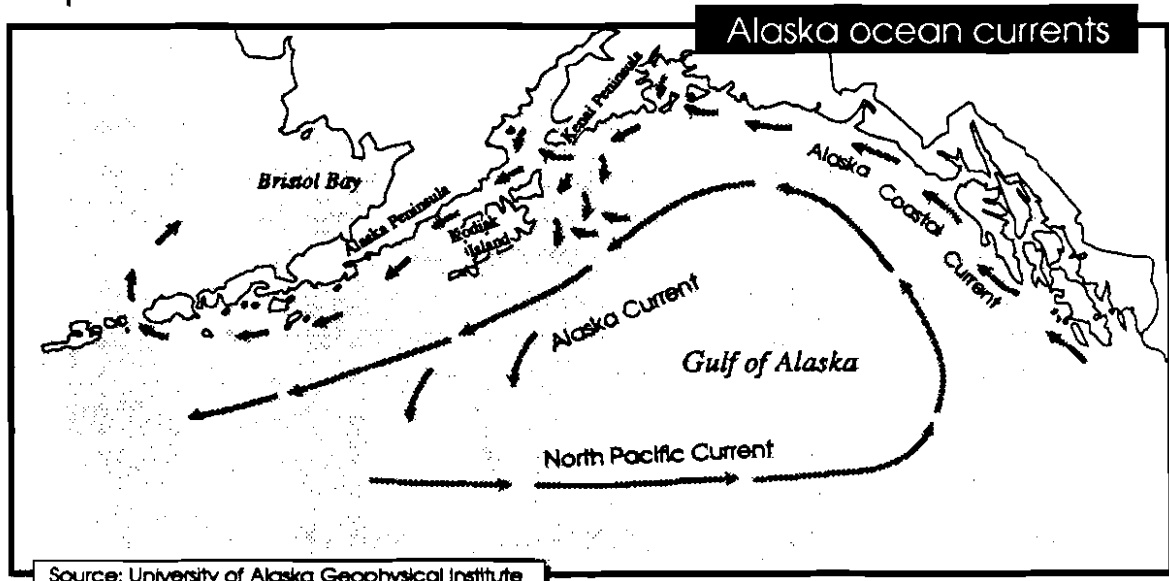 Alaska ocean currents
Kenai Peninsula
Bristol Bay
Alaska Peninsula
Kodiak
Island
Alaska Coastal Current
Alaska Current
Gulf of Alaska
North Pacific Current
Source: University of Alaska Geophysical Institute